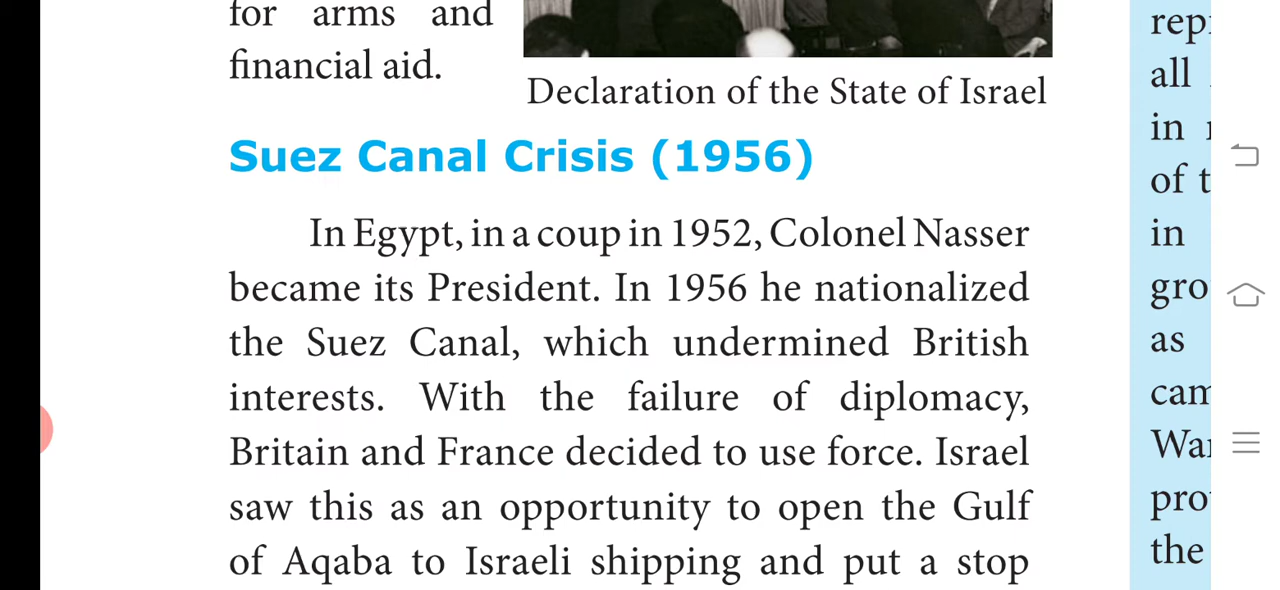 for arms and
financial aid.
Declaration of the State of Israel
Suez Canal Crisis (1956)
In Egypt, in a coup in 1952, Colonel Nasser
became its President. In 1956 he nationalized
the Suez Canal, which undermined British
interests. With the failure of diplomacy,
Britain and France decided to use force. Israel
saw this as an opportunity to open the Gulf
of Aqaba to Israeli shipping and put a stop
all
in
of t
in
as
the